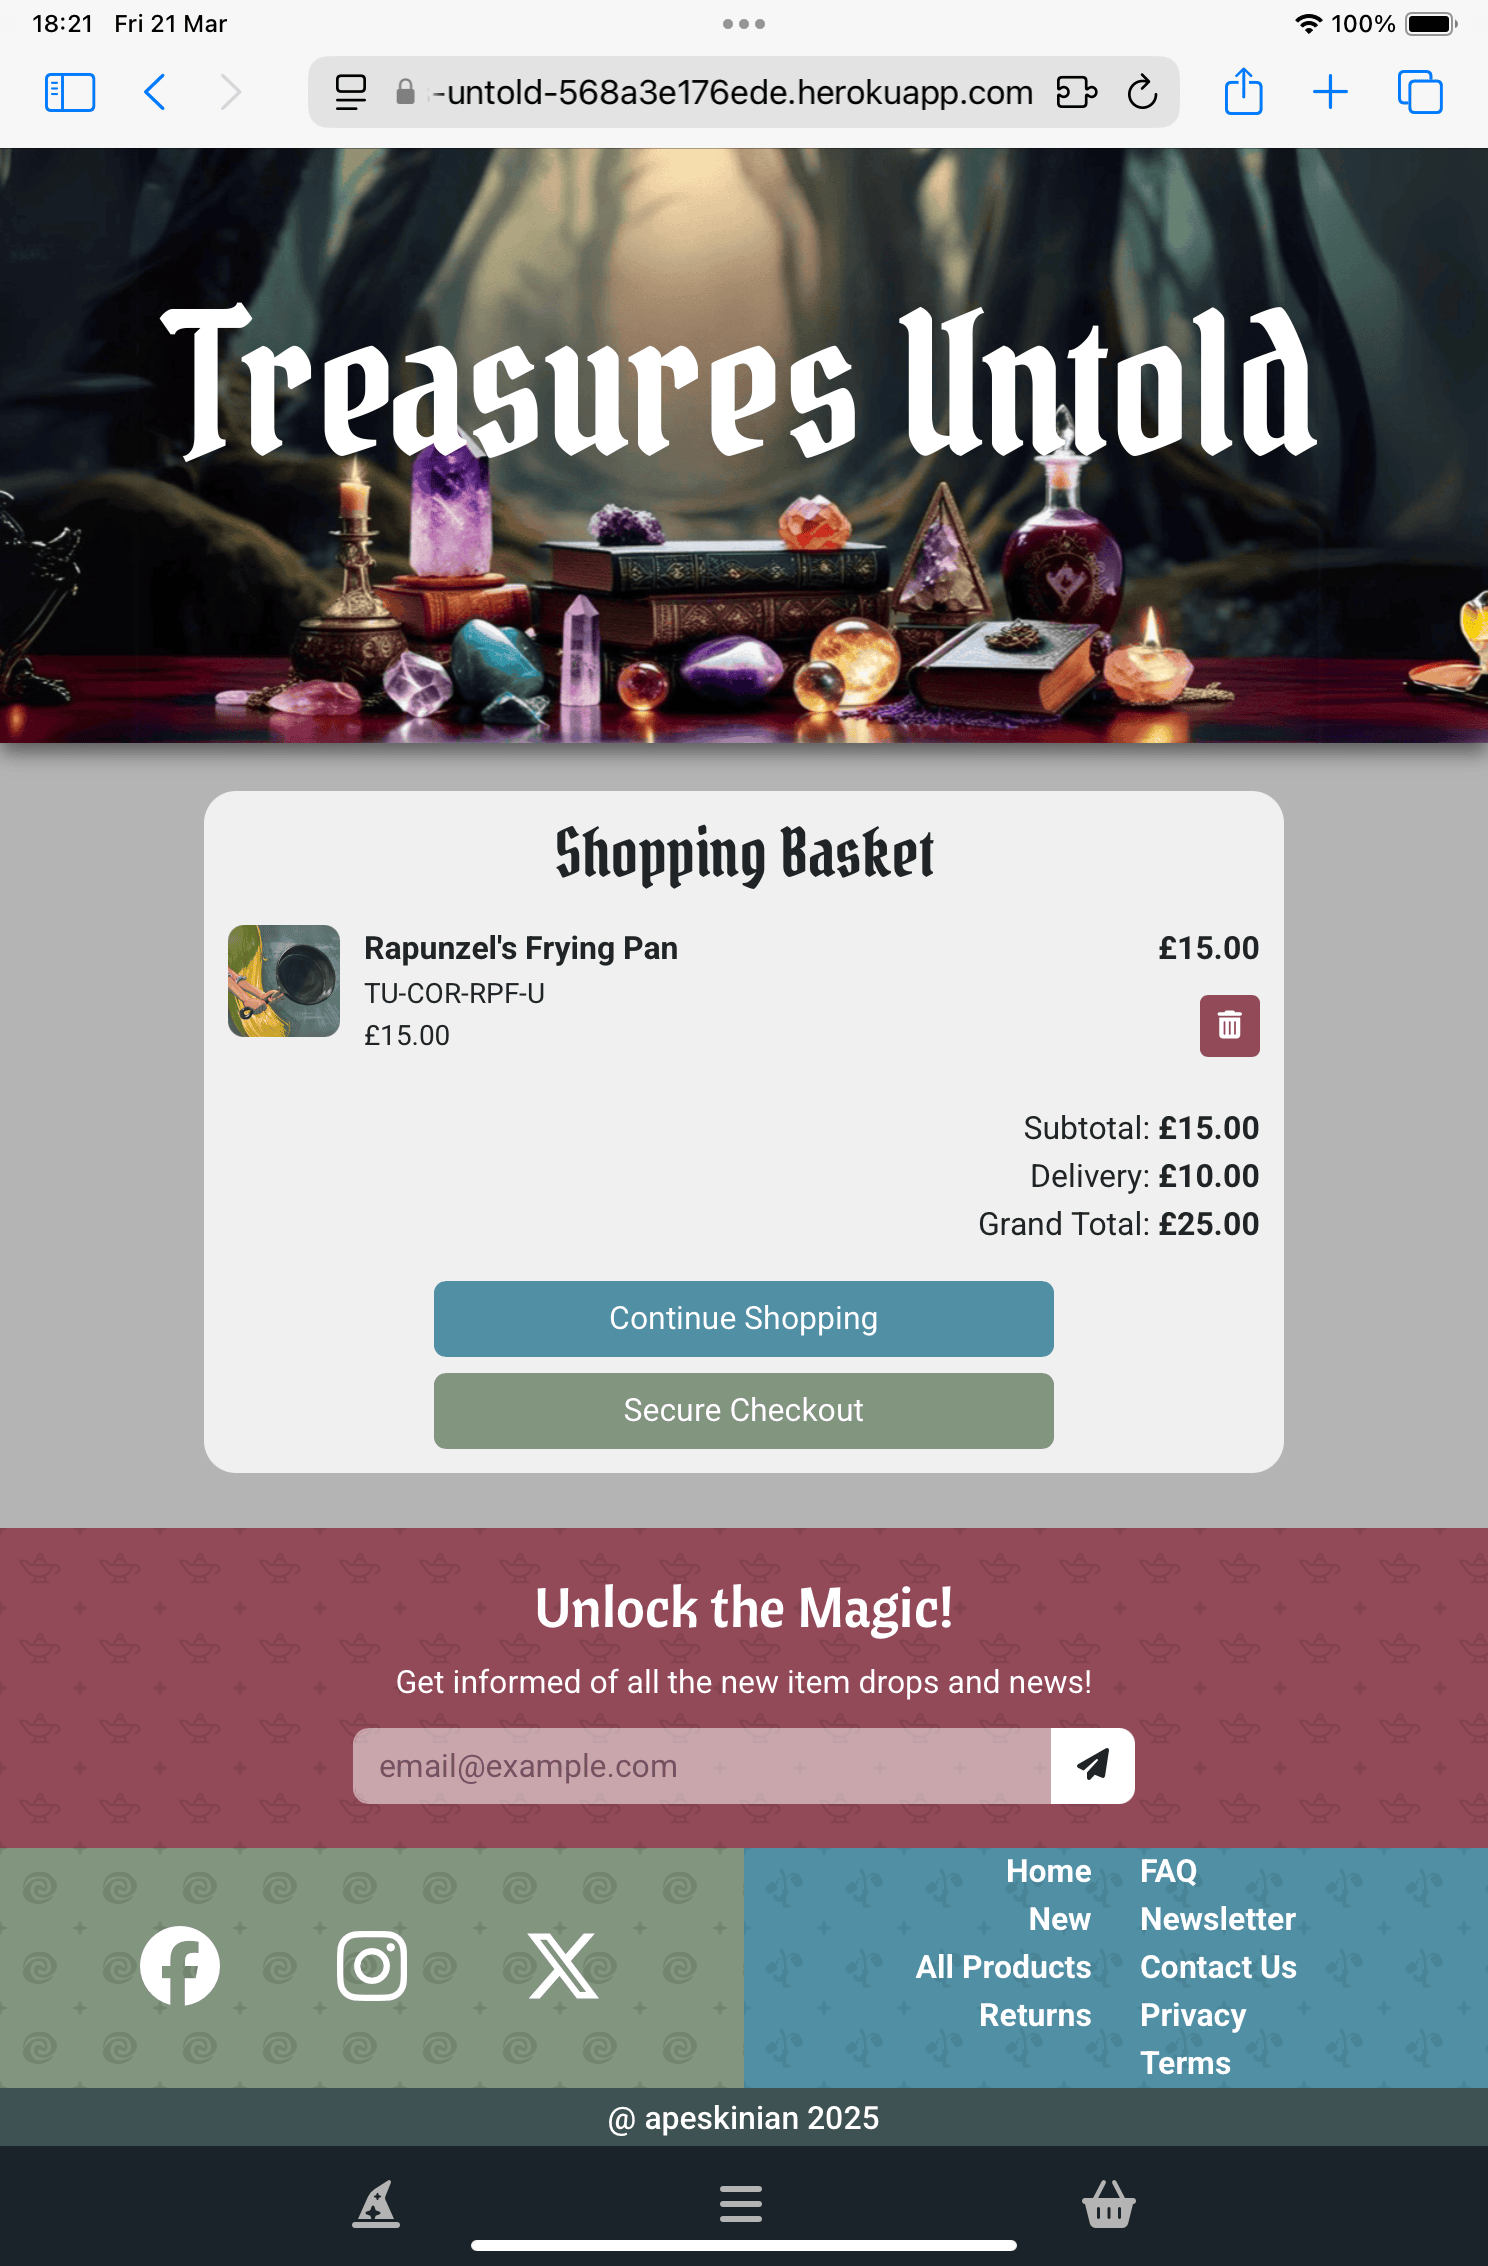 18:21 Fri 21 Mar
100%
-untold-568a3e176ede.herokuapp.com
Treasures Untold
Shopping Basket
Rapunzel's Frying Pan
£15.00
TU-COR-RPF-U
£15.00
Subtotal: £15.00
Delivery: £10.00
Grand Total: £25.00
Continue Shopping
Secure Checkout
Unlock the Magic!
Get informed of all the new item drops and news!
email@example.com
Home
New
All Products
Returns
FAQ
Newsletter
Contact Us
Privacy
Terms
@ apeskinian 2025